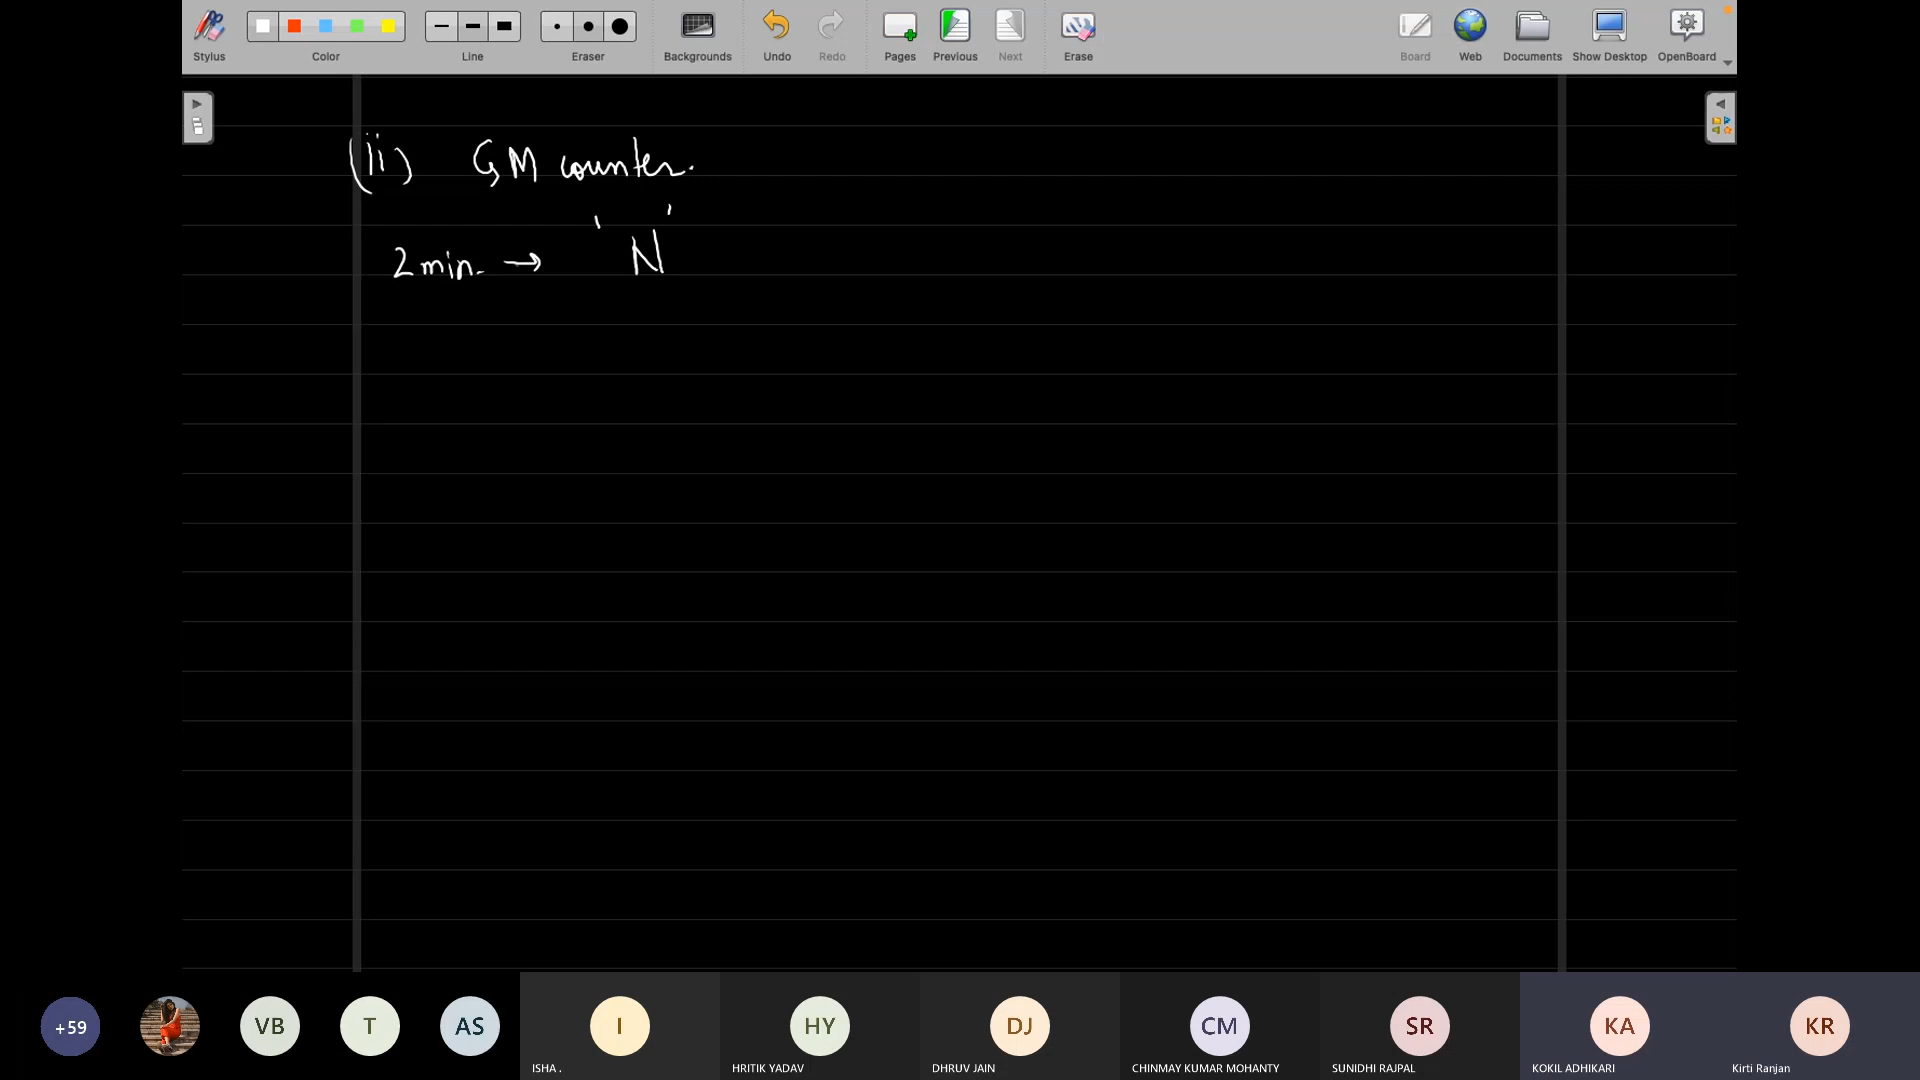 Stylus
Color
Line
Eraser
Backgrounds
Undo
Redo
Pages
Previous
Next
Erase
Board
Web
Documents
Show Desktop
OpenBoard
(ii) GM counter.
2 min. → 'N'
+59
VB
T
AS
I
HY
DJ
CM
SR
KA
KR
ISHA .
HRITIK YADAV
DHRUV JAIN
CHINMAY KUMAR MOHANTY
SUNIDHI RAJPAL
KOKIL ADHIKARI
Kirti Ranjan